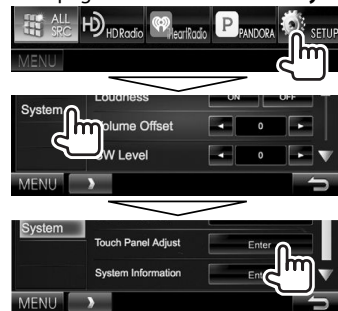 ALL SRC
HD HD Radio
iHeartRadio
P PANDORA
SETUP
MENU
System
Loudness ON OFF
Volume Offset 0
SW Level 0
MENU
System
Touch Panel Adjust Enter
System Information
MENU